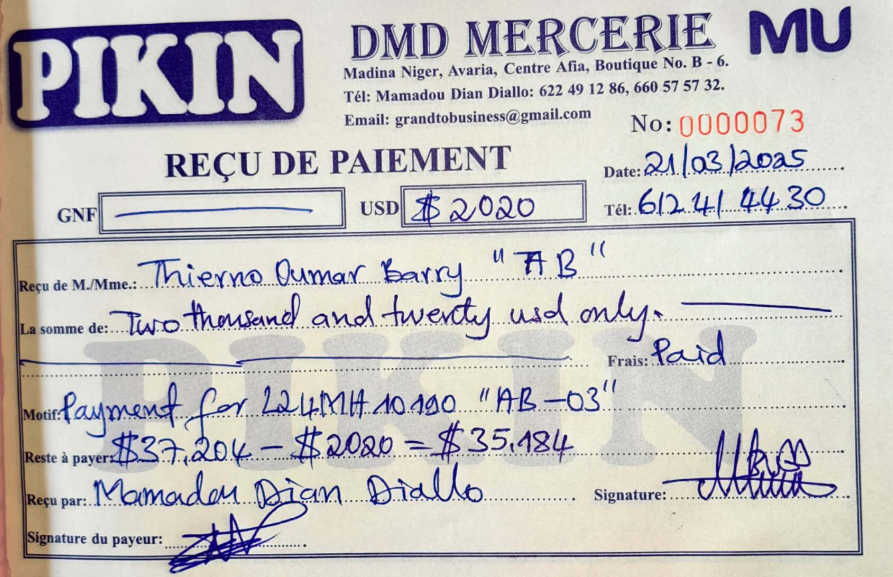 PIKIN
DMD MERCERIE
MU
Madina Niger, Avaria, Centre Afia, Boutique No. B - 6.
Tél: Mamadou Dian Diallo: 622 49 12 86, 660 57 57 32.
Email: grandtobusiness@gmail.com
No: 0000073
REÇU DE PAIEMENT
Date: 21/03/2025
GNF
USD $ 2020
Tél: 612 41 44 30
Reçu de M./Mme.: Thierno Oumar Barry "AB"
La somme de: Two thousand and twenty usd only.
Frais: Paid
PIKIN
Motif: Payment for L24MH10190 "AB-03"
Reste à payer: $37,204 - $2020 = $35,184
Reçu par: Mamadou Dian Diallo
Signature:
Signature du payeur: